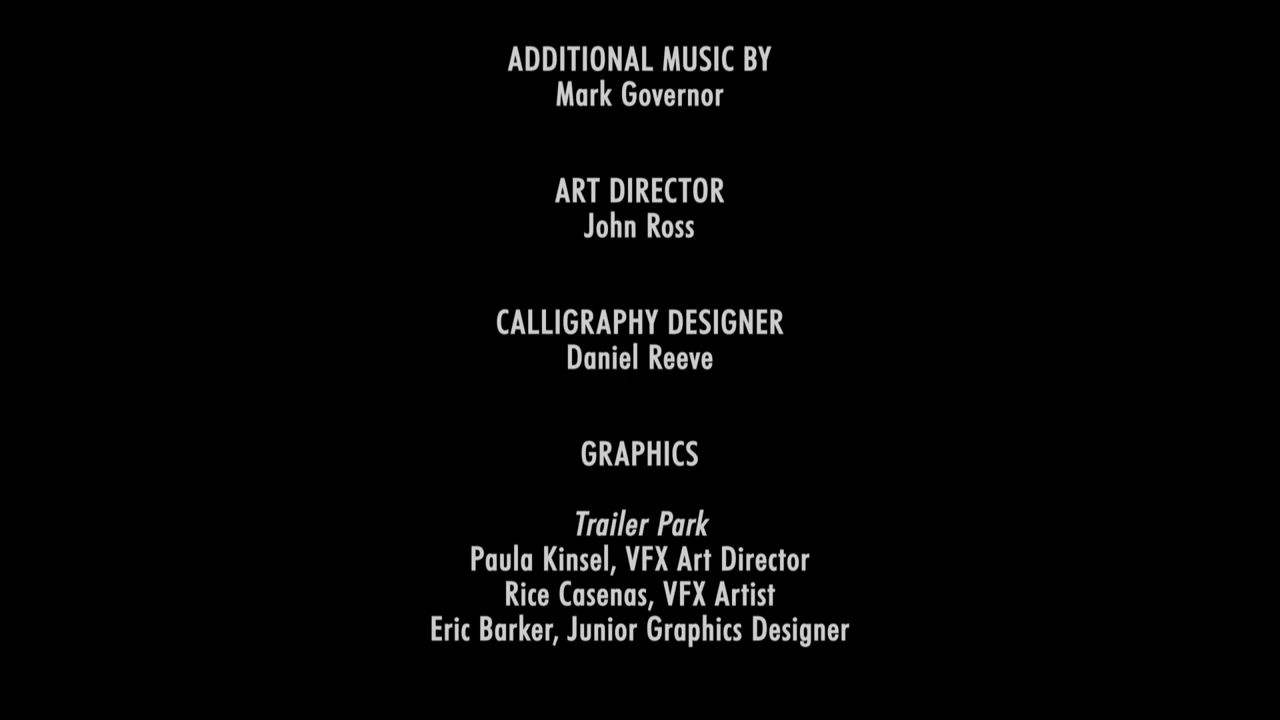 ADDITIONAL MUSIC BY
Mark Governor
ART DIRECTOR
John Ross
CALLIGRAPHY DESIGNER
Daniel Reeve
GRAPHICS
Trailer Park
Paula Kinsel, VFX Art Director
Rice Casenas, VFX Artist
Eric Barker, Junior Graphics Designer